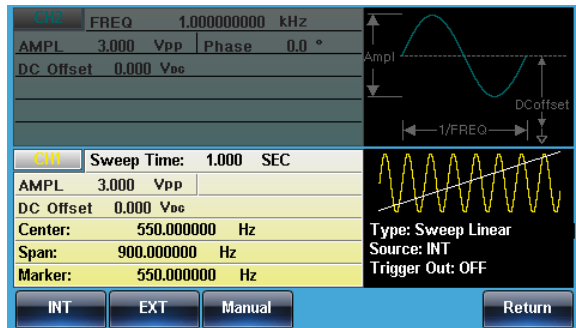 CH2 FREQ 1.000000000 kHz
AMPL 3.000 Vpp Phase 0.0 °
DC Offset 0.000 VDC
Ampl
DCoffset
1/FREQ
CH1 Sweep Time: 1.000 SEC
AMPL 3.000 Vpp
DC Offset 0.000 VDC
Center: 550.000000 Hz
Span: 900.000000 Hz
Marker: 550.000000 Hz
Type: Sweep Linear
Source: INT
Trigger Out: OFF
INT EXT Manual Return